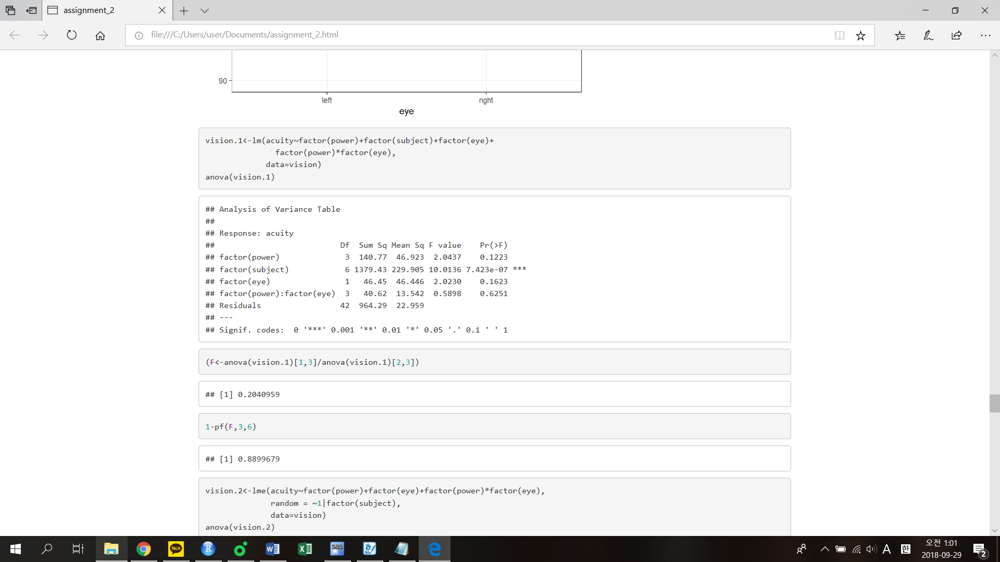 assignment_2
file:///C:/Users/user/Documents/assignment_2.html
90
left right
eye
vision.1<-lm(acuity~factor(power)+factor(subject)+factor(eye)+
factor(power)*factor(eye),
data=vision)
anova(vision.1)
## Analysis of Variance Table
##
## Response: acuity
## Df Sum Sq Mean Sq F value Pr(>F)
## factor(power) 3 140.77 46.923 2.0437 0.1223
## factor(subject) 6 1379.43 229.905 10.0136 7.423e-07 ***
## factor(eye) 1 46.45 46.446 2.0230 0.1623
## factor(power):factor(eye) 3 40.62 13.542 0.5898 0.6251
## Residuals 42 964.29 22.959
## ---
## Signif. codes: 0 '***' 0.001 '**' 0.01 '*' 0.05 '.' 0.1 ' ' 1
(F<-anova(vision.1)[1,3]/anova(vision.1)[2,3])
## [1] 0.2040959
1-pf(F,3,6)
## [1] 0.8899679
vision.2<-lme(acuity~factor(power)+factor(eye)+factor(power)*factor(eye),
random = ~1|factor(subject),
data=vision)
anova(vision.2)
TALK
R
sas
A
한
오전 1:01
2018-09-29
2